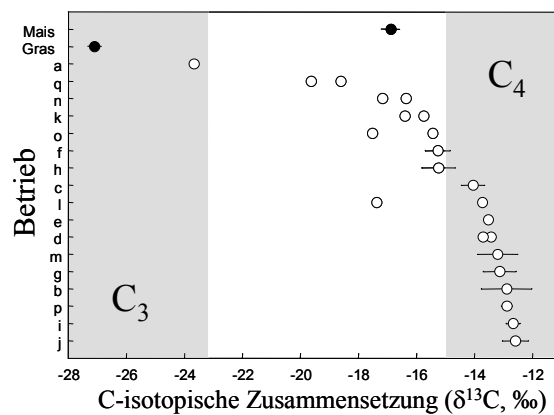 Mais
Gras
a
q
n
k
o
f
h
c
l
e
d
m
g
b
p
i
j
Betrieb
C₃
C₄
-28 -26 -24 -22 -20 -18 -16 -14 -12
C-isotopische Zusammensetzung (δ¹³C, ‰)